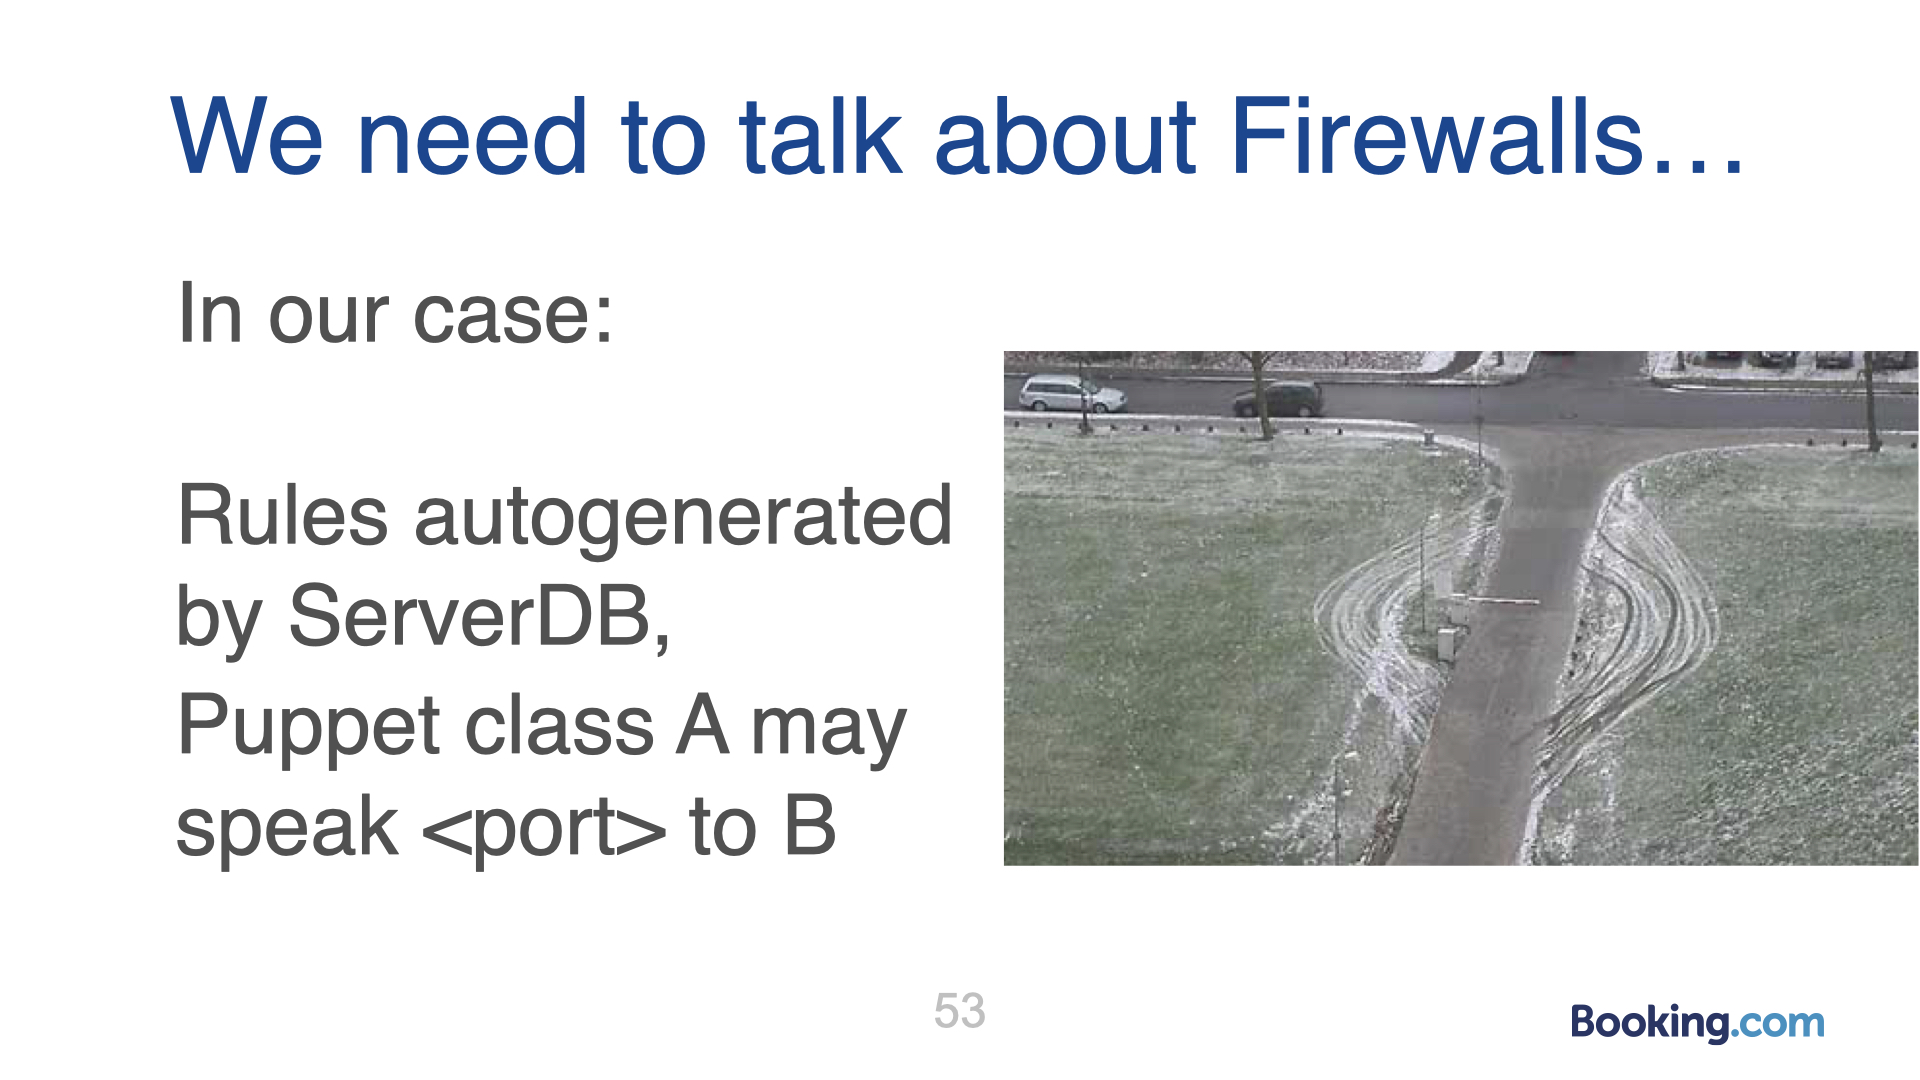 We need to talk about Firewalls…
In our case:
Rules autogenerated
by ServerDB,
Puppet class A may
speak <port> to B
53
Booking.com